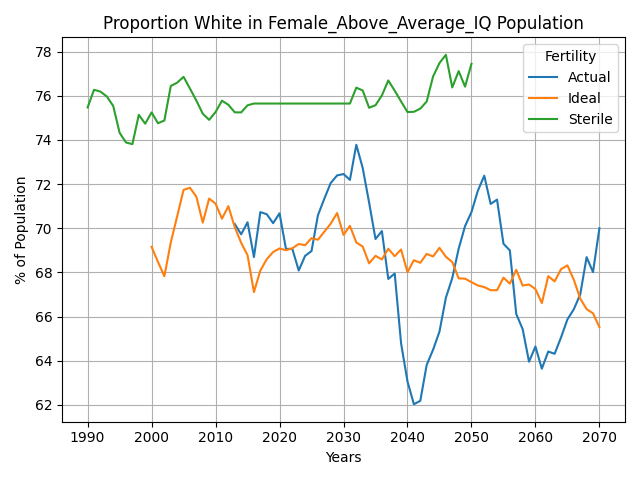 Proportion White in Female_Above_Average_IQ Population
% of Population
78
76
74
72
70
68
66
64
62
Fertility
Actual
Ideal
Sterile
1990 2000 2010 2020 2030 2040 2050 2060 2070
Years